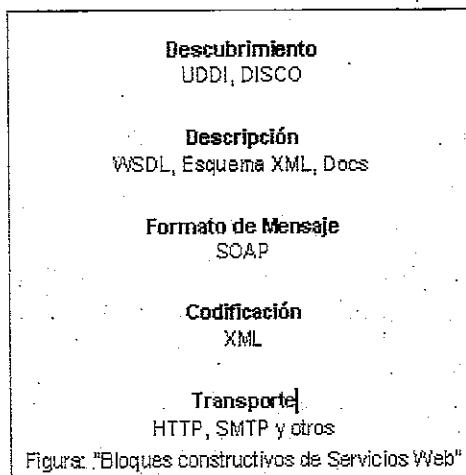 Descubrimiento
UDDI, DISCO
Descripción
WSDL, Esquema XML, Docs
Formato de Mensaje
SOAP
Codificación
XML
Transporte
HTTP, SMTP y otros
Figura: "Bloques constructivos de Servicios Web"